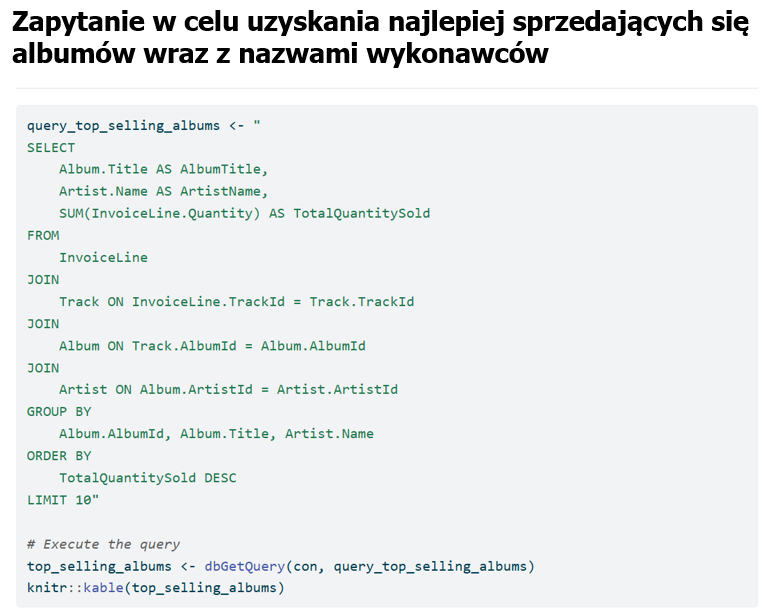 Zapytanie w celu uzyskania najlepiej sprzedających się
albumów wraz z nazwami wykonawców
query_top_selling_albums <- "
SELECT
    Album.Title AS AlbumTitle,
    Artist.Name AS ArtistName,
    SUM(InvoiceLine.Quantity) AS TotalQuantitySold
FROM
    InvoiceLine
JOIN
    Track ON InvoiceLine.TrackId = Track.TrackId
JOIN
    Album ON Track.AlbumId = Album.AlbumId
JOIN
    Artist ON Album.ArtistId = Artist.ArtistId
GROUP BY
    Album.AlbumId, Album.Title, Artist.Name
ORDER BY
    TotalQuantitySold DESC
LIMIT 10"
# Execute the query
top_selling_albums <- dbGetQuery(con, query_top_selling_albums)
knitr::kable(top_selling_albums)